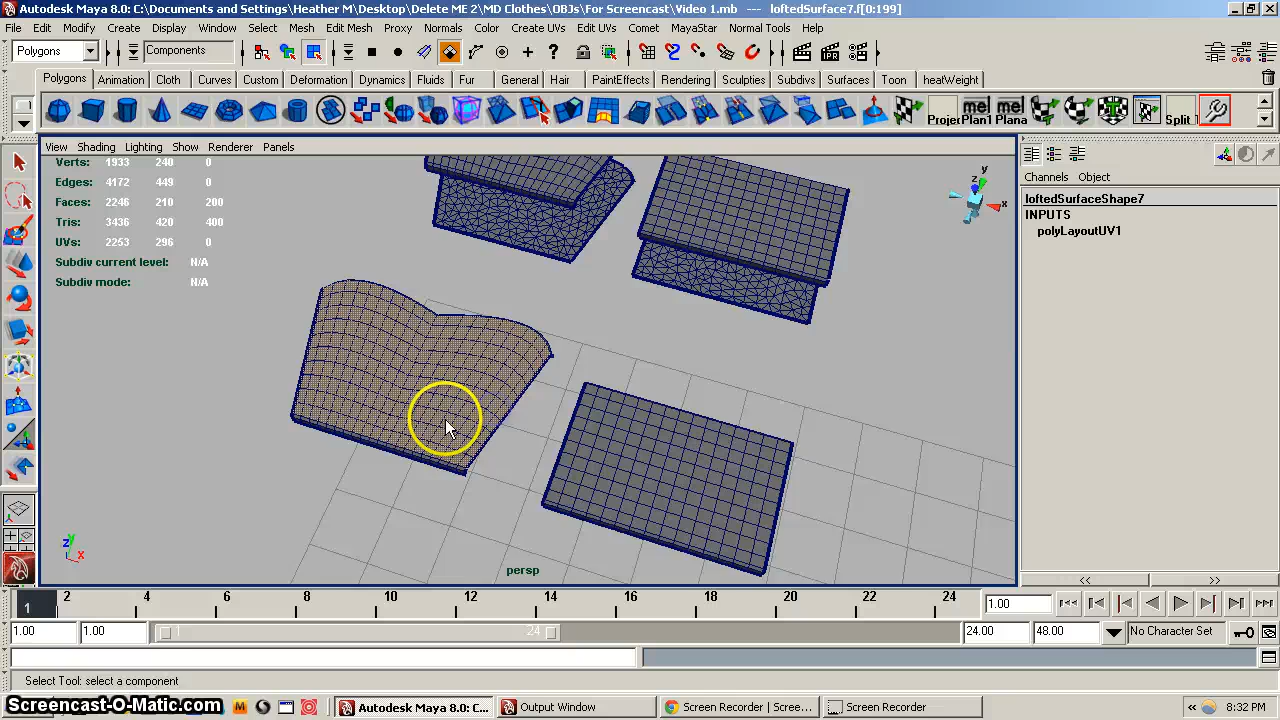 Autodesk Maya 8.0: C:\Documents and Settings\Heather M\Desktop\Delete ME 2\MD Clothes\OBJs\For Screencast\Video 1.mb --- loftedSurface7.f[0:199]
File Edit Modify Create Display Window Select Mesh Edit Mesh Proxy Normals Color Create UVs Edit UVs Comet MayaS Normal Tools Help
Polygons Components
Polygons Animation Cloth Curves Custom Deformation Dynamics Fluids Fur General Hair PaintEffects Rendering Sculpties Subdivs Surfaces Toon heatWeight
IPR
Projec mel Plan1 mel Plana Split
View Shading Lighting Show Renderer Panels
Verts: 1933 240 0
Edges: 4172 449 0
Faces: 2246 210 200
Tris: 3436 420 400
UVs: 2253 296 0
Subdiv current level: N/A
Subdiv mode: N/A
y
z
x
Channels Object
loftedSurfaceShape7
INPUTS
polyLayoutUV1
z y
x
persp
<< >>
1 2 4 6 8 10 12 14 16 18 20 22 24 1.00
1.00 1.00 1 24 24.00 48.00 No Character Set
Select Tool: select a component
Screencast-O-Matic.com
Autodesk Maya 8.0: C... Output Window Screen Recorder | Scree... Screen Recorder « 8:32 PM